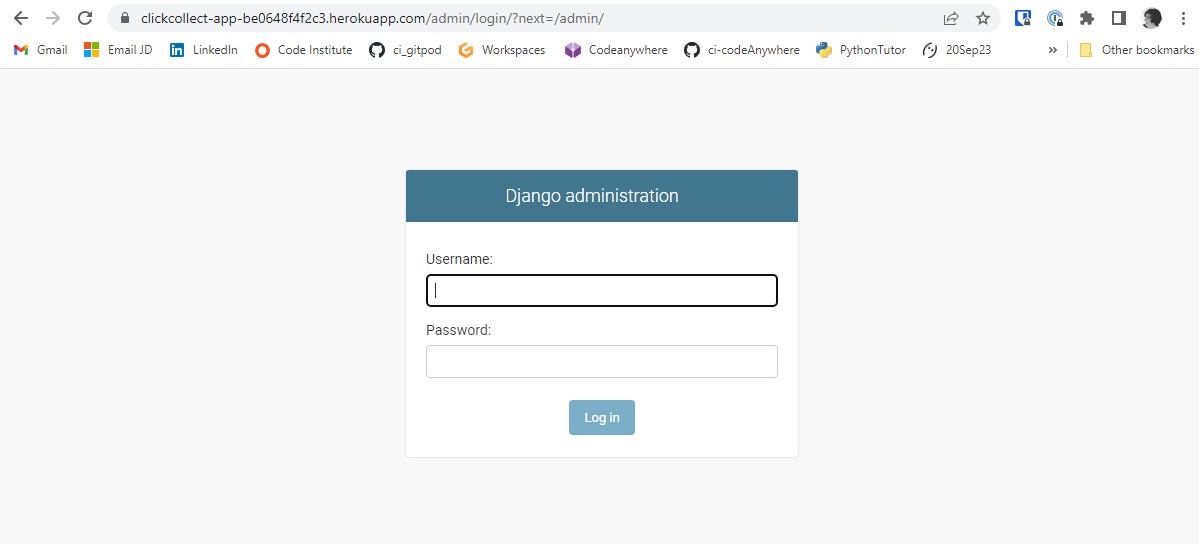 clickcollect-app-be0648f4f2c3.herokuapp.com/admin/login/?next=/admin/
Gmail Email JD LinkedIn Code Institute ci_gitpod Workspaces Codeanywhere ci-codeAnywhere PythonTutor 20Sep23 » Other bookmarks
Django administration
Username:
Password:
Log in